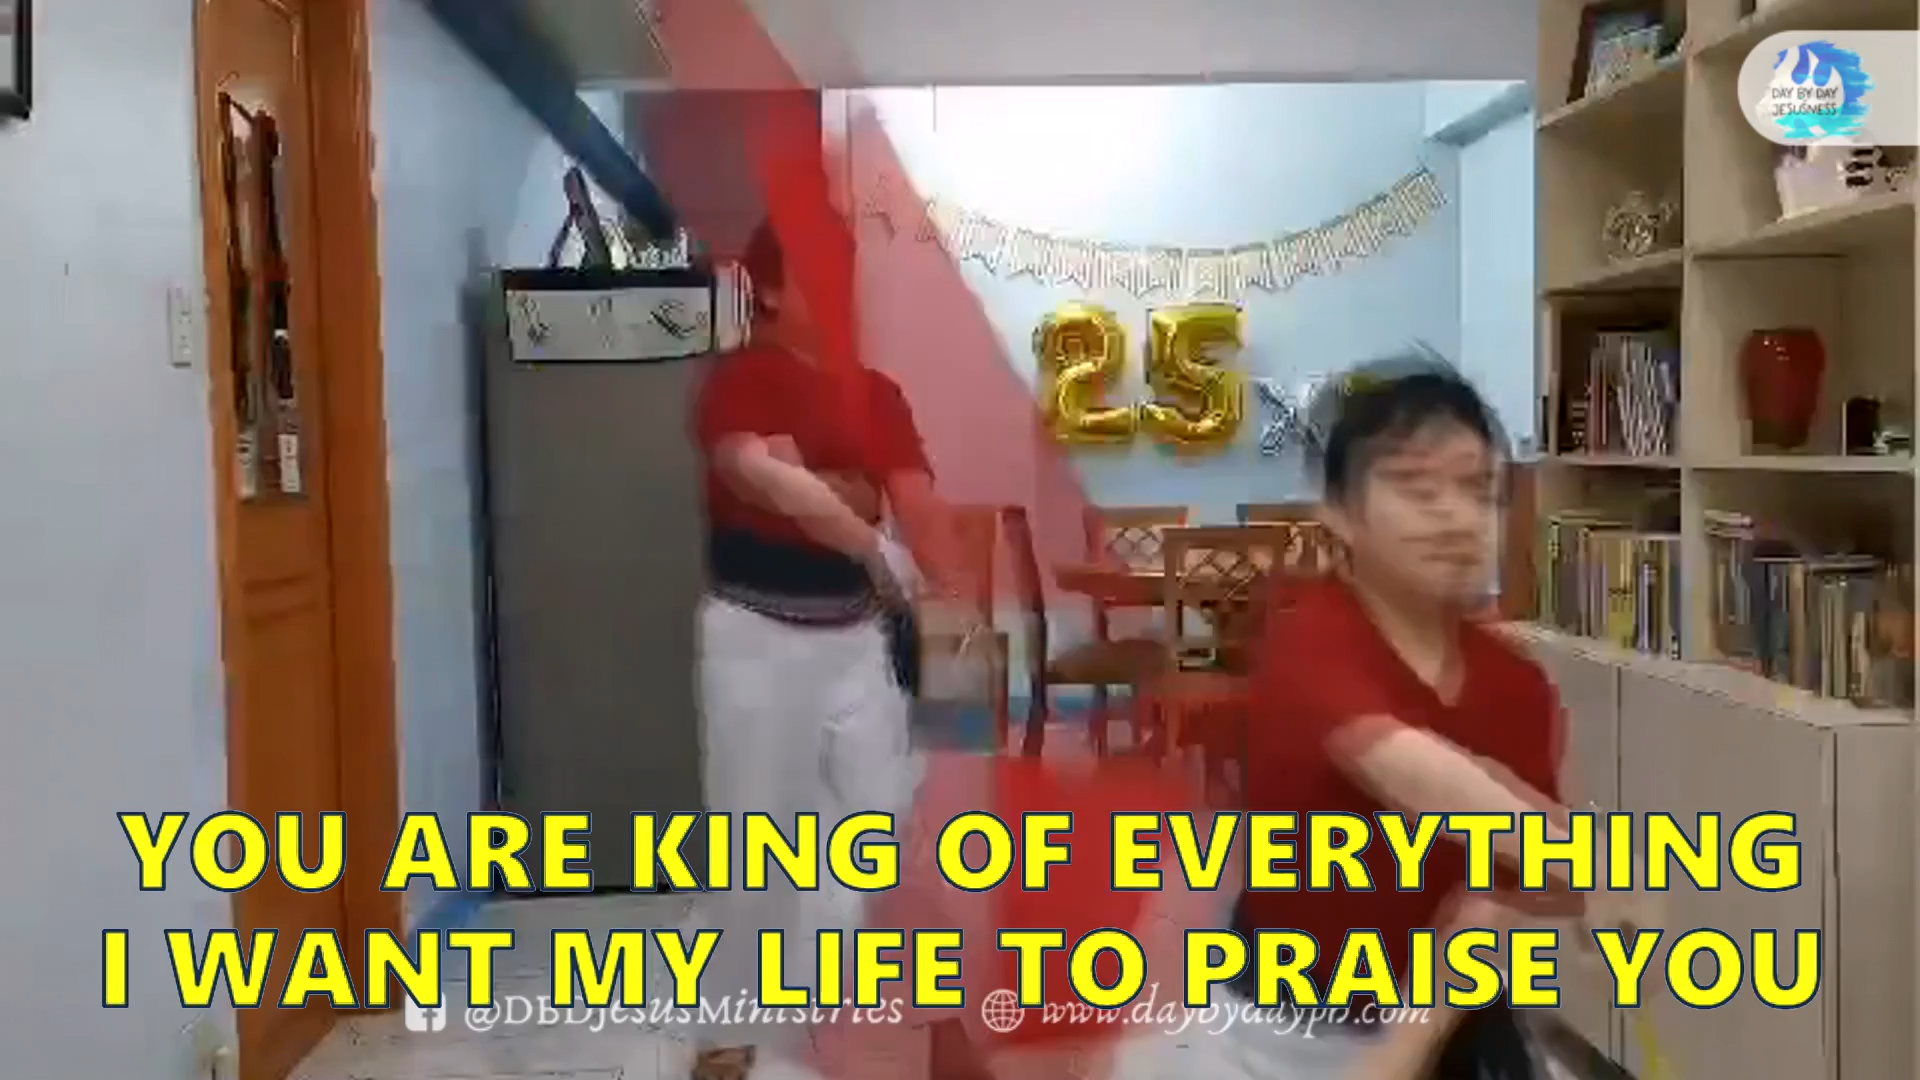 DAY BY DAY
JESUSNESS
25
YOU ARE KING OF EVERYTHING
I WANT MY LIFE TO PRAISE YOU
@DBDJesusMinistries www.daybydayph.com